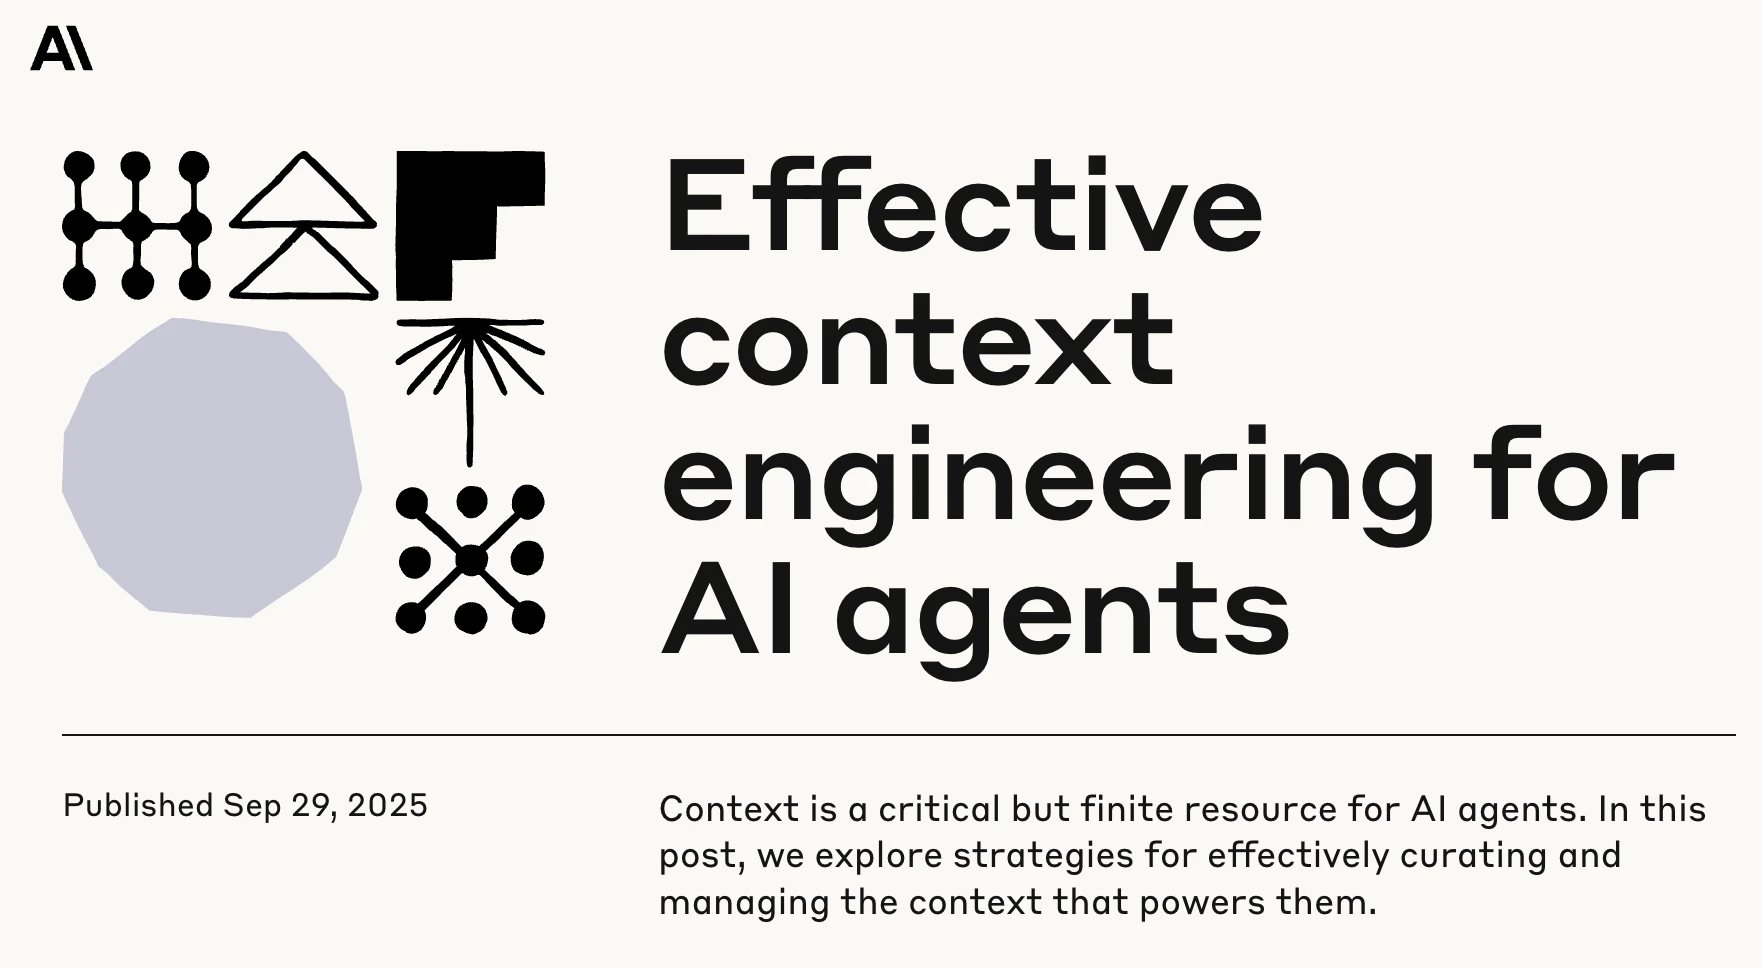 AI
Effective
context
engineering for
AI agents
Published Sep 29, 2025
Context is a critical but finite resource for AI agents. In this
post, we explore strategies for effectively curating and
managing the context that powers them.